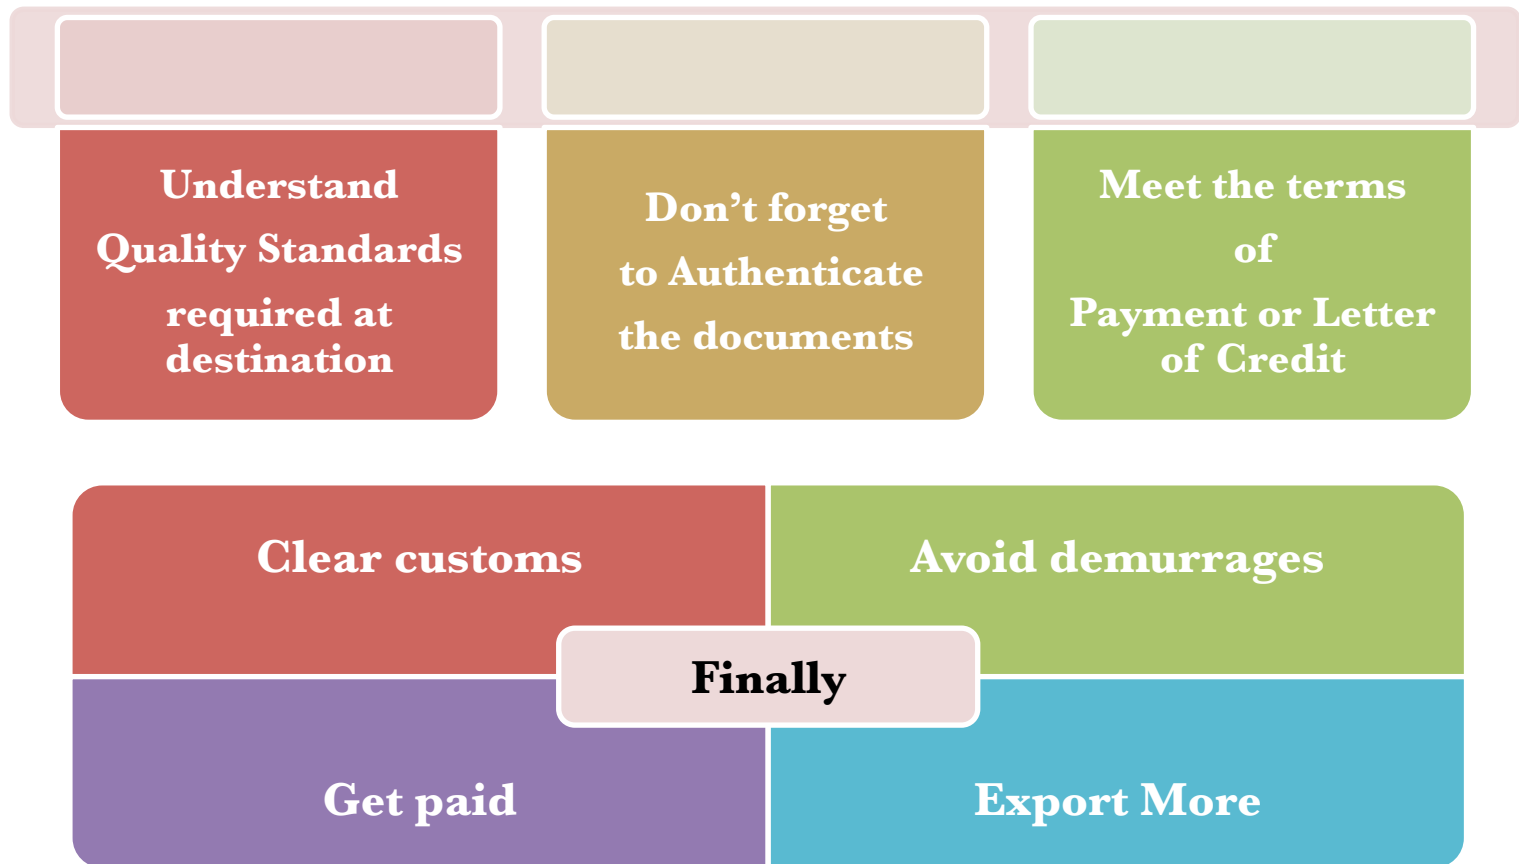 Understand
Quality Standards
required at
destination
Don’t forget
to Authenticate
the documents
Meet the terms
of
Payment or Letter
of Credit
Clear customs
Avoid demurrages
Finally
Get paid
Export More